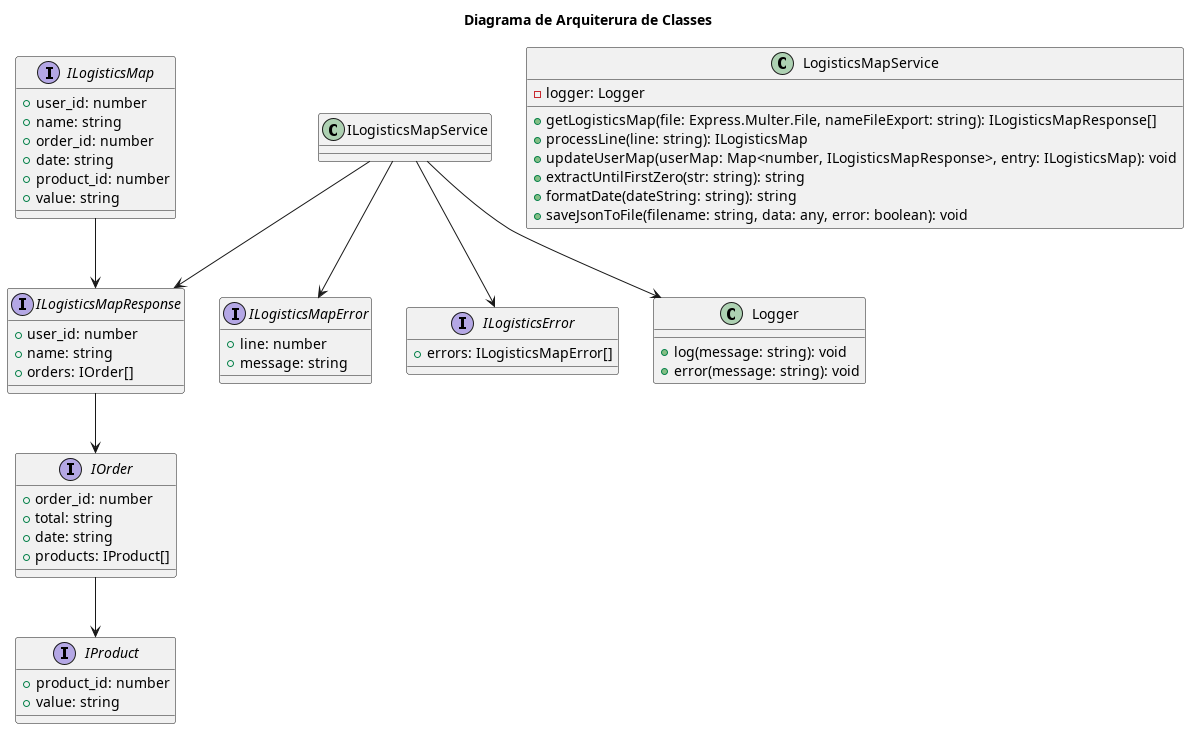 Diagrama de Arquiterura de Classes
I ILogisticsMap
user_id: number
name: string
order_id: number
date: string
product_id: number
value: string
C ILogisticsMapService
C LogisticsMapService
logger: Logger
getLogisticsMap(file: Express.Multer.File, nameFileExport: string): ILogisticsMapResponse[]
processLine(line: string): ILogisticsMap
updateUserMap(userMap: Map<number, ILogisticsMapResponse>, entry: ILogisticsMap): void
extractUntilFirstZero(str: string): string
formatDate(dateString: string): string
saveJsonToFile(filename: string, data: any, error: boolean): void
I ILogisticsMapResponse
user_id: number
name: string
orders: IOrder[]
I ILogisticsMapError
line: number
message: string
I ILogisticsError
errors: ILogisticsMapError[]
C Logger
log(message: string): void
error(message: string): void
I IOrder
order_id: number
total: string
date: string
products: IProduct[]
I IProduct
product_id: number
value: string